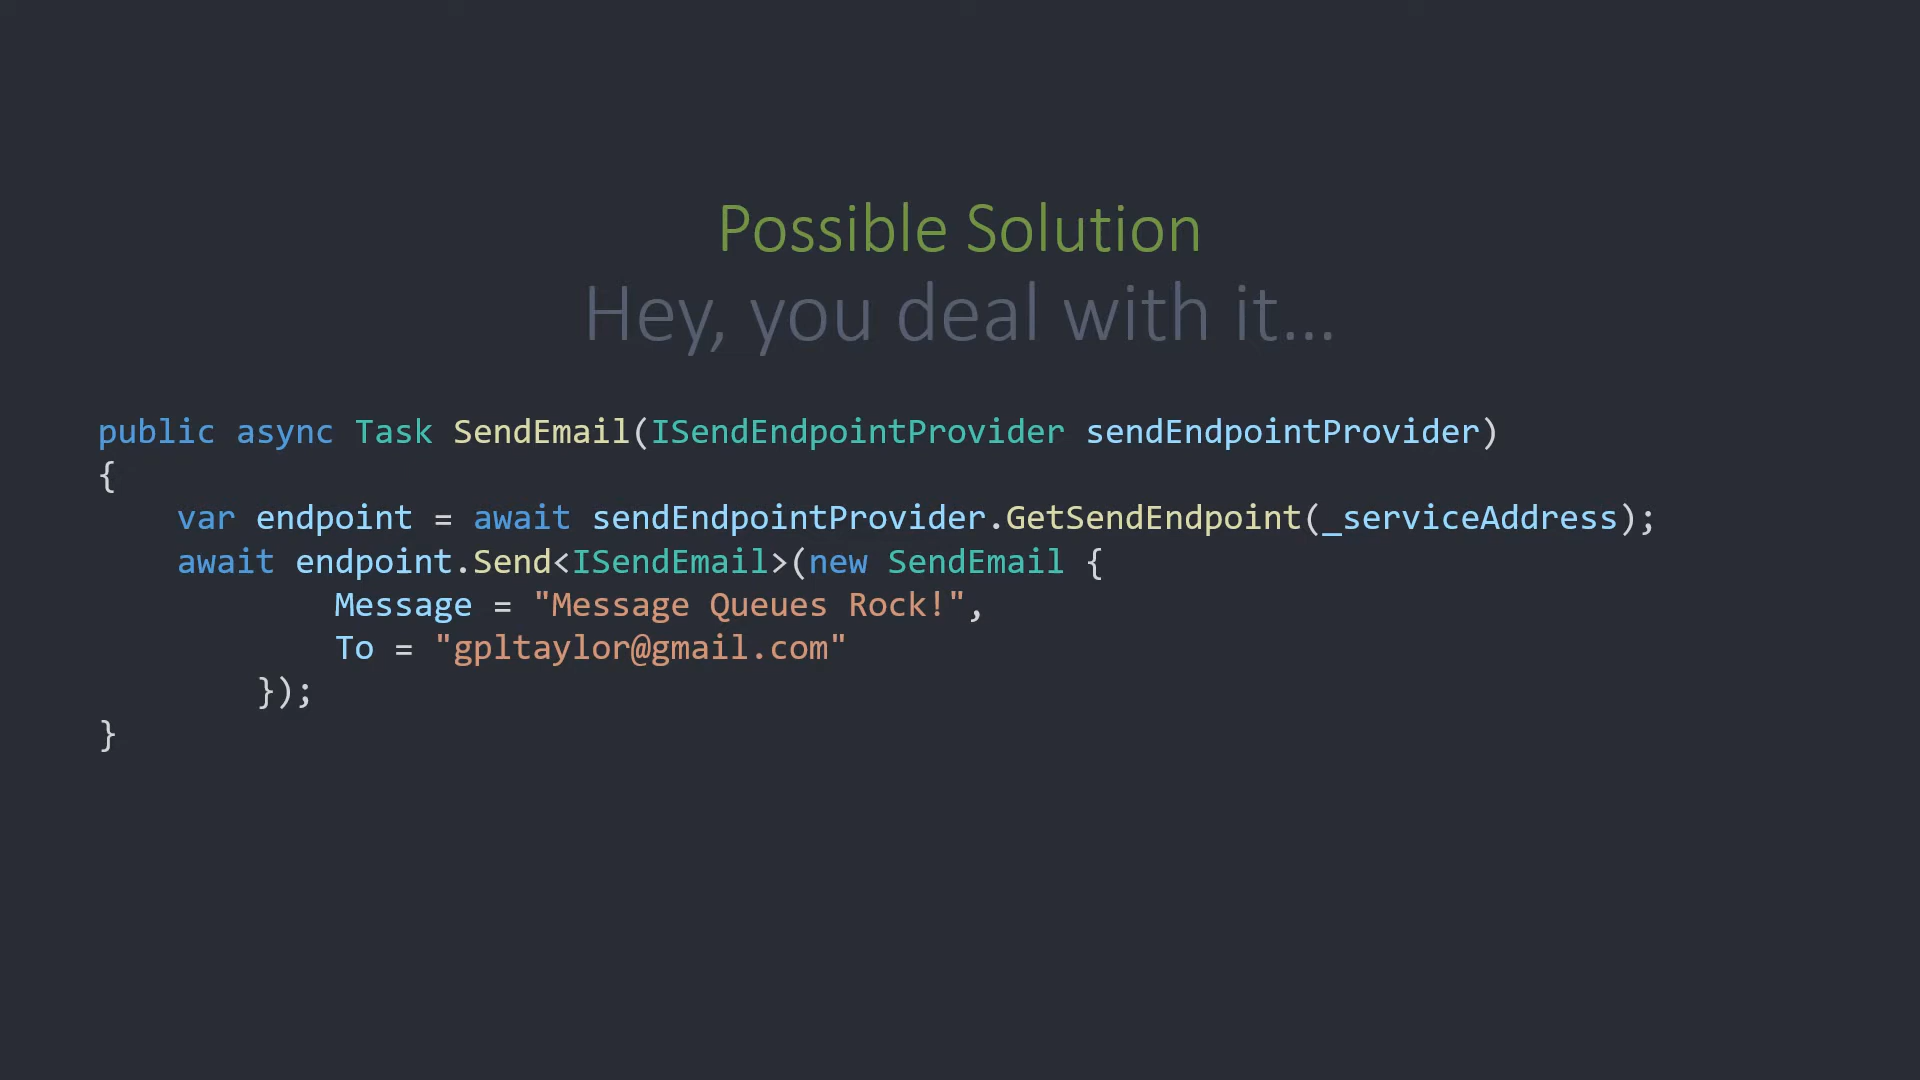 Possible Solution
Hey, you deal with it...
public async Task SendEmail(ISendEndpointProvider sendEndpointProvider)
{
    var endpoint = await sendEndpointProvider.GetSendEndpoint(_serviceAddress);
    await endpoint.Send<ISendEmail>(new SendEmail {
            Message = "Message Queues Rock!",
            To = "gpltaylor@gmail.com"
        });
}